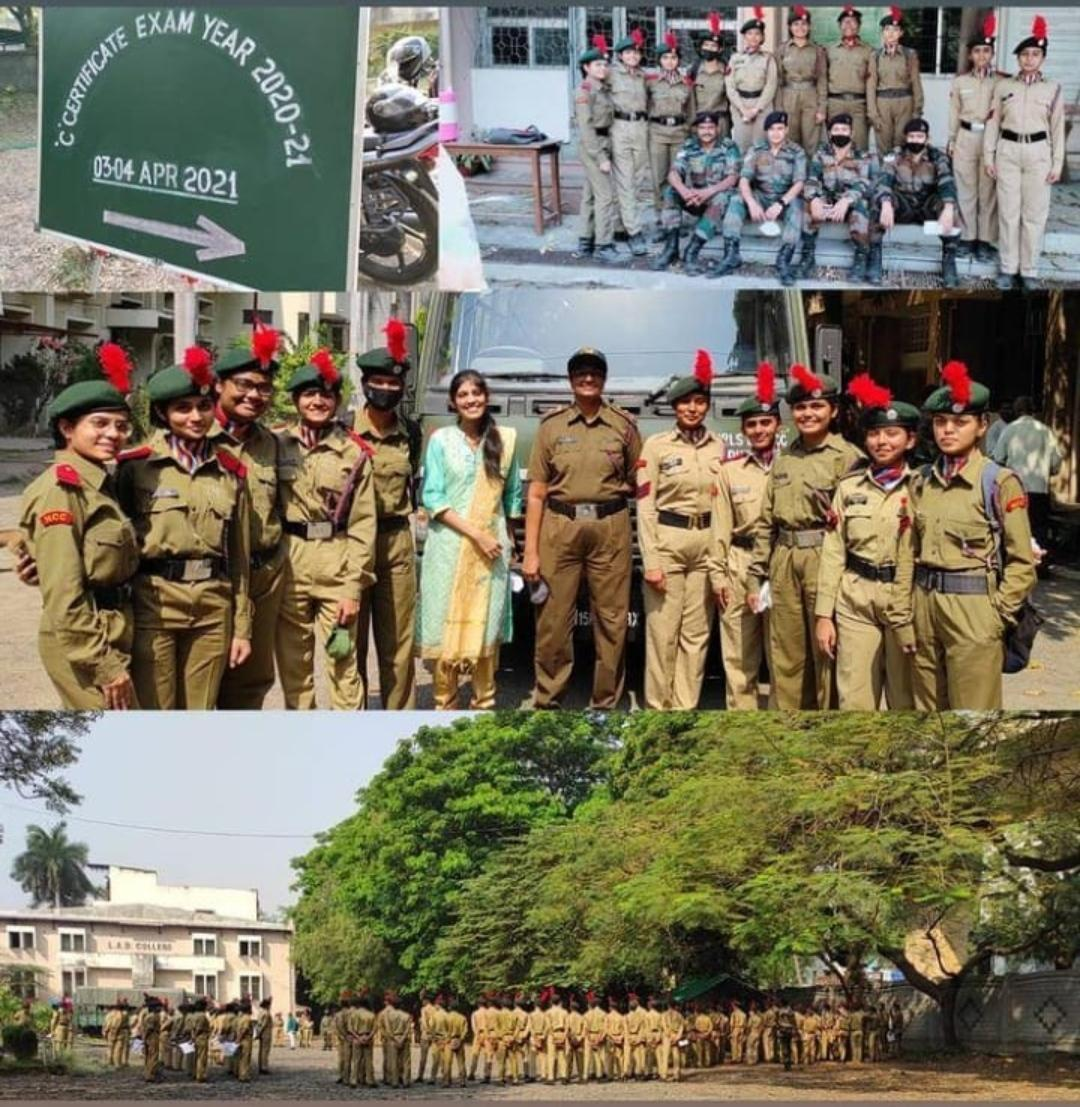 "C" CERTIFICATE EXAM YEAR 2020-21
03-04 APR 2021
NCC
L.A.D. COLLEGE